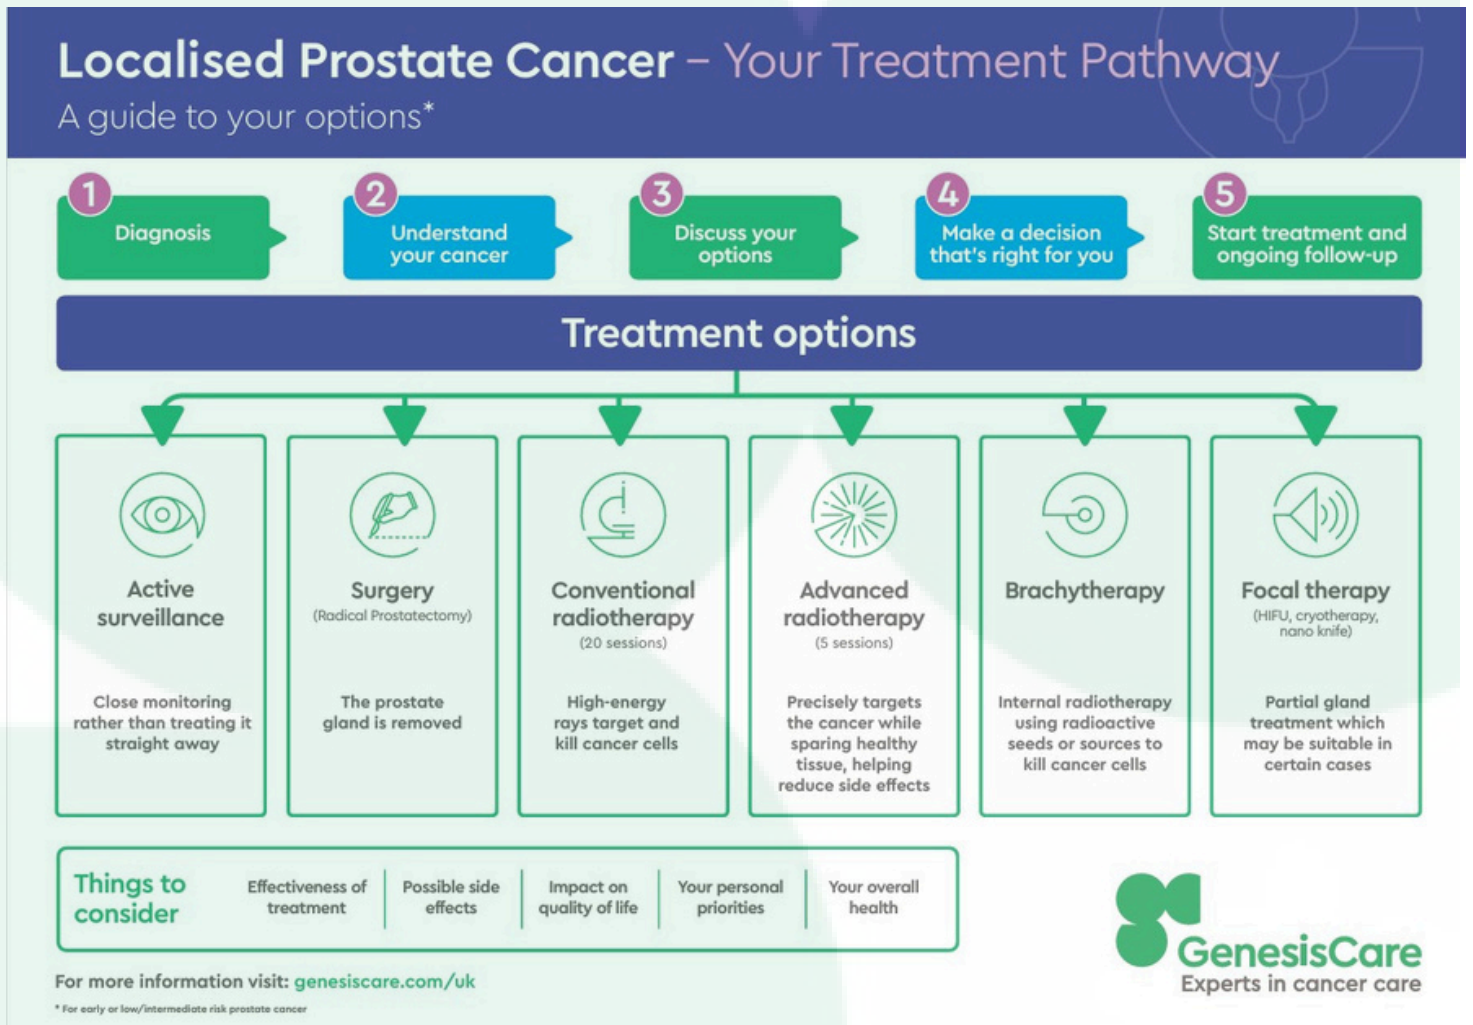 Localised Prostate Cancer – Your Treatment Pathway
A guide to your options*
1
Diagnosis
2
Understand
your cancer
3
Discuss your
options
4
Make a decision
that's right for you
5
Start treatment and
ongoing follow-up
Treatment options
Active
surveillance
Close monitoring
rather than treating it
straight away
Surgery
(Radical Prostatectomy)
The prostate
gland is removed
Conventional
radiotherapy
(20 sessions)
High-energy
rays target and
kill cancer cells
Advanced
radiotherapy
(5 sessions)
Precisely targets
the cancer while
sparing healthy
tissue, helping
reduce side effects
Brachytherapy
Internal radiotherapy
using radioactive
seeds or sources to
kill cancer cells
Focal therapy
(HIFU, cryotherapy,
nano knife)
Partial gland
treatment which
may be suitable in
certain cases
Things to
consider
Effectiveness of
treatment
Possible side
effects
Impact on
quality of life
Your personal
priorities
Your overall
health
For more information visit: genesiscare.com/uk
* For early or low/intermediate risk prostate cancer
GenesisCare
Experts in cancer care